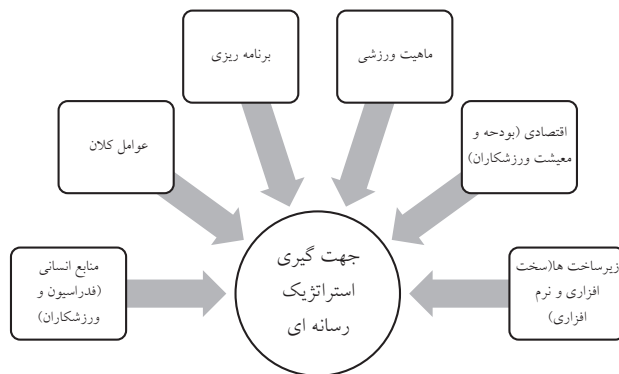 ماهیت ورزشی
برنامه ریزی
اقتصادی (بودجه و
معیشت ورزشکاران)
عوامل کلان
زیرساخت ها(سخت
افزاری و نرم
افزاری)
منابع انسانی
(فدراسیون و
ورزشکاران)
جهت گیری
استراتژیک
رسانه ای